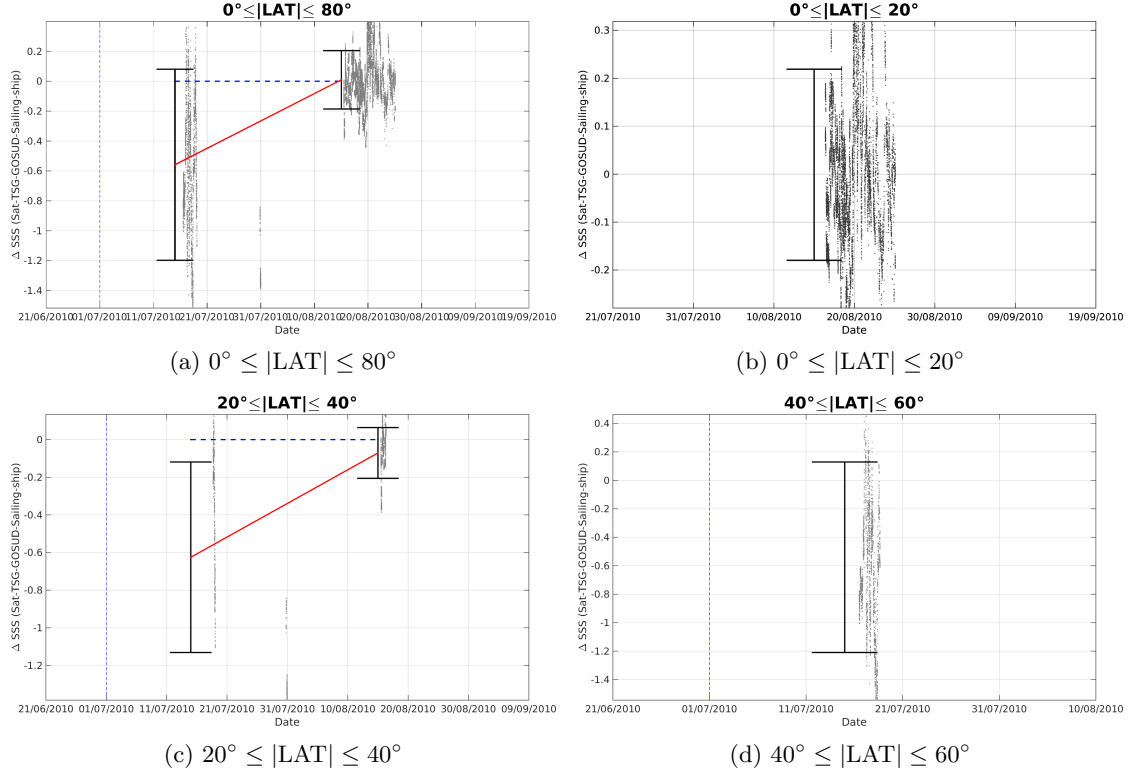 0°≤|LAT|≤ 80°
Δ SSS (Sat-TSG-GOSUD-Sailing-ship)
0.2
0
-0.2
-0.4
-0.6
-0.8
-1
-1.2
-1.4
21/06/2010 01/07/2010 11/07/2010 21/07/2010 31/07/2010 10/08/2010 20/08/2010 30/08/2010 09/09/2010 19/09/2010
Date
(a) 0° ≤ |LAT| ≤ 80°
0°≤|LAT|≤ 20°
Δ SSS (Sat-TSG-GOSUD-Sailing-ship)
0.3
0.2
0.1
0
-0.1
-0.2
21/07/2010 31/07/2010 10/08/2010 20/08/2010 30/08/2010 09/09/2010 19/09/2010
Date
(b) 0° ≤ |LAT| ≤ 20°
20°≤|LAT|≤ 40°
Δ SSS (Sat-TSG-GOSUD-Sailing-ship)
0
-0.2
-0.4
-0.6
-0.8
-1
-1.2
21/06/2010 01/07/2010 11/07/2010 21/07/2010 31/07/2010 10/08/2010 20/08/2010 30/08/2010 09/09/2010
Date
(c) 20° ≤ |LAT| ≤ 40°
40°≤|LAT|≤ 60°
Δ SSS (Sat-TSG-GOSUD-Sailing-ship)
0.4
0.2
0
-0.2
-0.4
-0.6
-0.8
-1
-1.2
-1.4
21/06/2010 01/07/2010 11/07/2010 21/07/2010 31/07/2010 10/08/2010
Date
(d) 40° ≤ |LAT| ≤ 60°